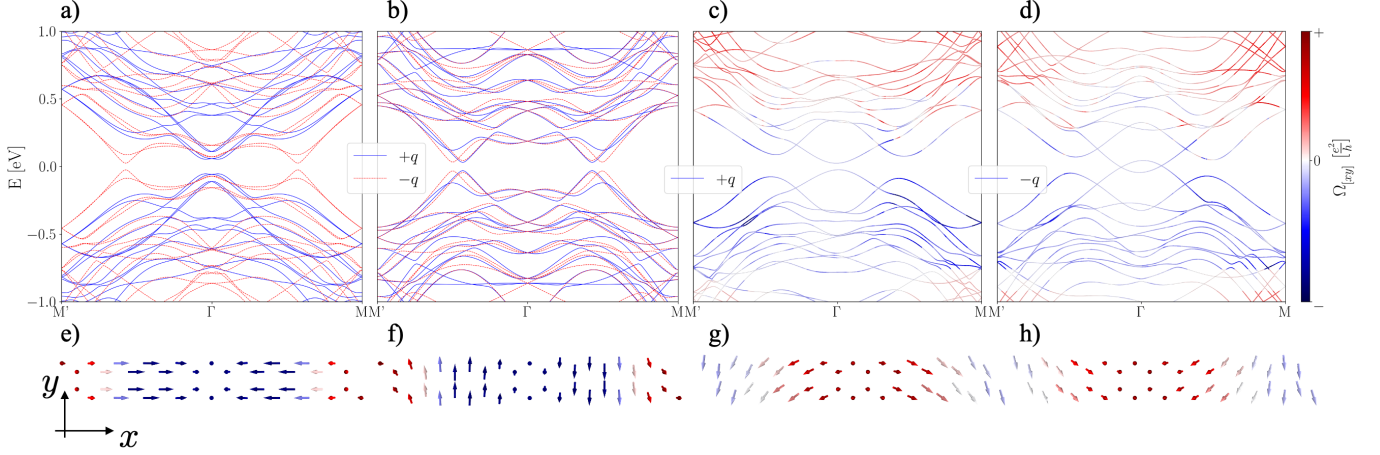 a) b) c) d)
1.0
0.5
0.0
−0.5
−1.0
E [eV]
+q
−q
+q
−q
M' Γ M M' Γ M M' Γ M M' Γ M
+
0
−
Ω[xy] [e²/ħ]
e) f) g) h)
y
x